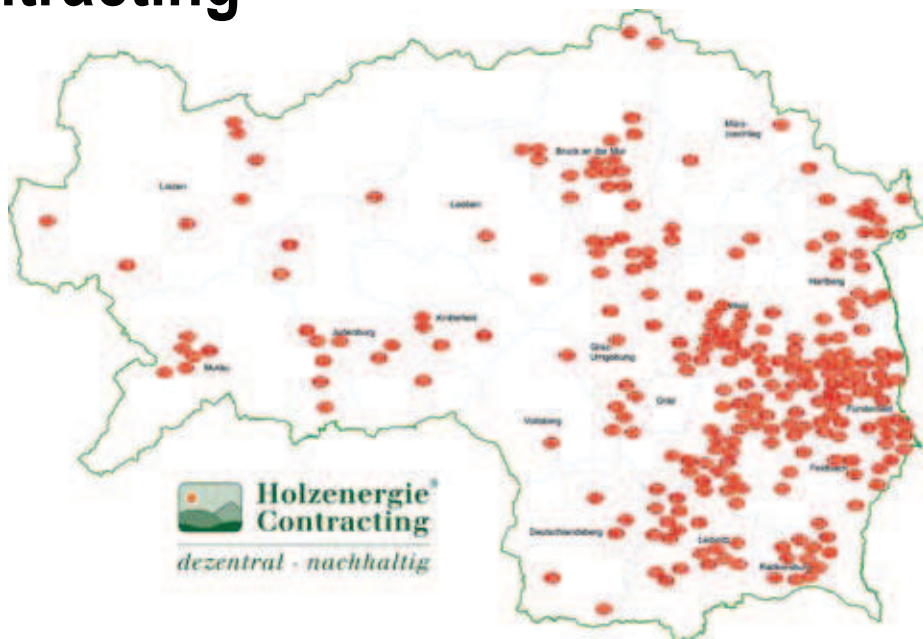 ntracting
Mürz-
zuschlag
Bruck an der Mur
Liezen
Leoben
Hartberg
Weiz
Knittelfeld
Judenburg
Graz
Umgebung
Murau
Graz
Fürstenfeld
Voitsberg
Feldbach
Holzenergie®
Contracting
Deutschlandsberg
Leibnitz
dezentral · nachhaltig
Radkersburg